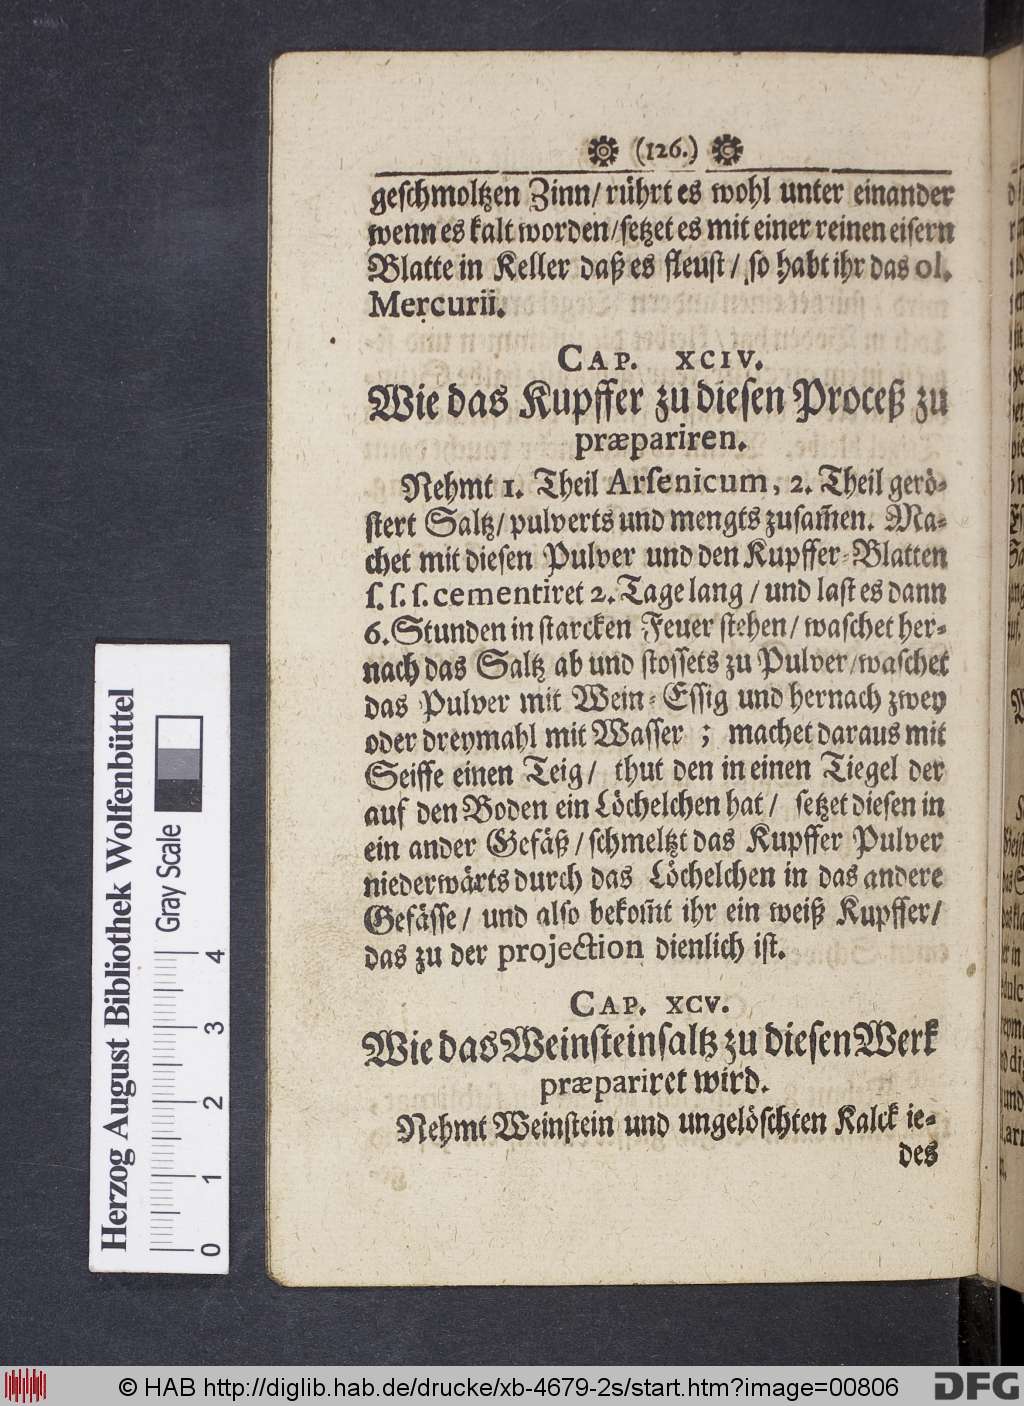 (126.)
geschmoltzen Zinn/ rührt es wohl unter einander
wenn es kalt worden/ setzet es mit einer reinen eisern
Blatte in Keller daß es fleust/ so habt ihr das ol.
Mercurii.
CAP. XCIV.
Wie das Kupffer zu diesen Proceß zu
præpariren.
Nehmt 1. Theil Arsenicum, 2. Theil gerö-
stert Saltz/ pulverts und mengts zusam̃en. Ma-
chet mit diesen Pulver und den Kupffer-Blatten
s. s. s. cementiret 2. Tage lang/ und last es dann
6. Stunden in starcken Feuer stehen/ waschet her-
nach das Saltz ab und stossets zu Pulver/ waschet
das Pulver mit Wein-Essig und hernach zwey
oder dreymahl mit Wasser; machet daraus mit
Seiffe einen Teig/ thut den in einen Tiegel der
auf den Boden ein Löchelchen hat/ setzet diesen in
ein ander Gefäß/ schmeltzt das Kupffer Pulver
niederwärts durch das Löchelchen in das andere
Gefässe/ und also bekom̃t ihr ein weiß Kupffer/
das zu der projection dienlich ist.
CAP. XCV.
Wie das Weinsteinsaltz zu diesen Werk
præpariret wird.
Nehmt Weinstein und ungelöschten Kalck ie-
des
Herzog August Bibliothek Wolfenbüttel
Gray Scale
0 1 2 3 4
© HAB http://diglib.hab.de/drucke/xb-4679-2s/start.htm?image=00806
DFG